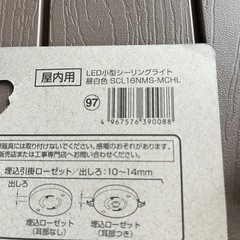 屋内用
LED小型シーリングライト
昼白色 SCL16NMS-MCHL
97
4 967576 390088
器具には取り付けないでください。感電のおそれ
販売店または工事専門店へお問い合わせください
埋込引掛ローゼット／出しろ：10～14mm
出しろ
埋込ローゼット
(耳部なし)
埋込ローゼット
(耳部つき)